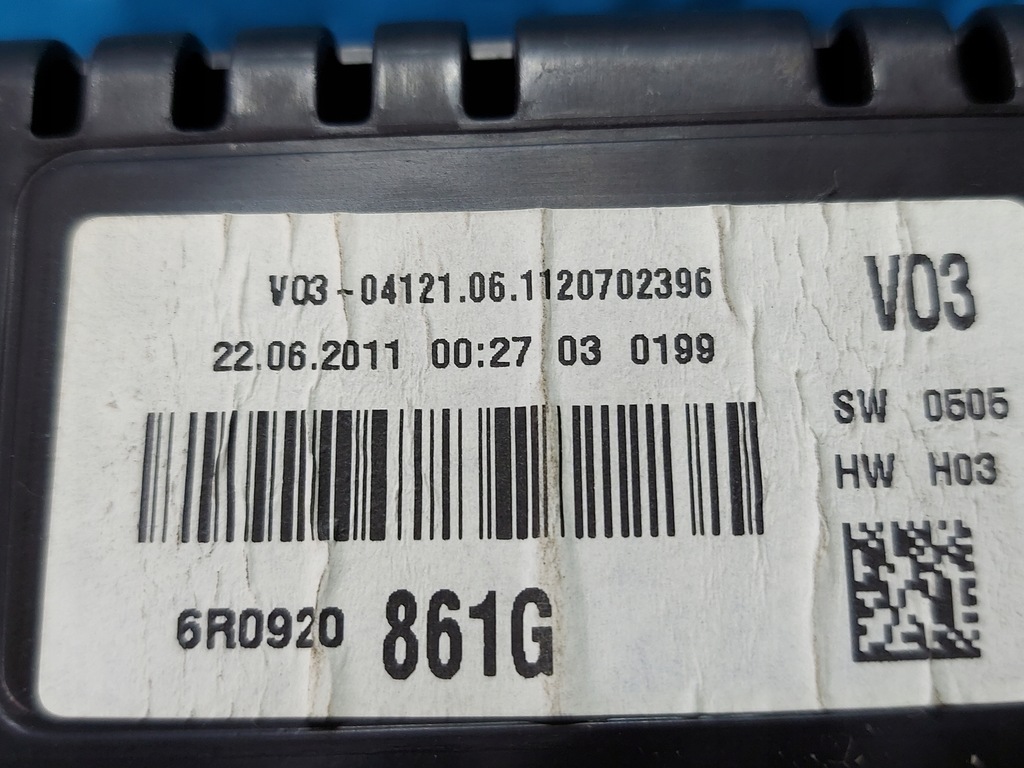 V03-04121.06.1120702396
V03
22.06.2011 00:27 03 0199
SW 0505
HW H03
6R0920 861G